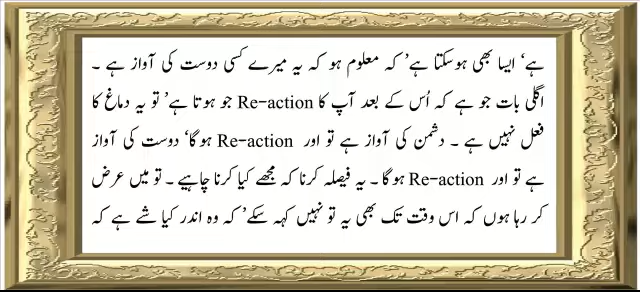 ہے‘ ایسا بھی ہوسکتا ہے’ کہ معلوم ہو کہ یہ میرے کسی دوست کی آواز ہے ۔
اگلی بات جو ہے کہ اُس کے بعد آپ کا Re-action جو ہوتا ہے’ تو یہ دماغ کا
فعل نہیں ہے ۔ دشمن کی آواز ہے تو اور Re-action ہوگا‘ دوست کی آواز
ہے تو اور Re-action ہوگا ۔ یہ فیصلہ کرنا کہ مجھے کیا کرنا چاہیے ۔ تو میں عرض
کر رہا ہوں کہ اس وقت تک بھی یہ تو نہیں کہہ سکے’ کہ وہ اندر کیا شے ہے کہ